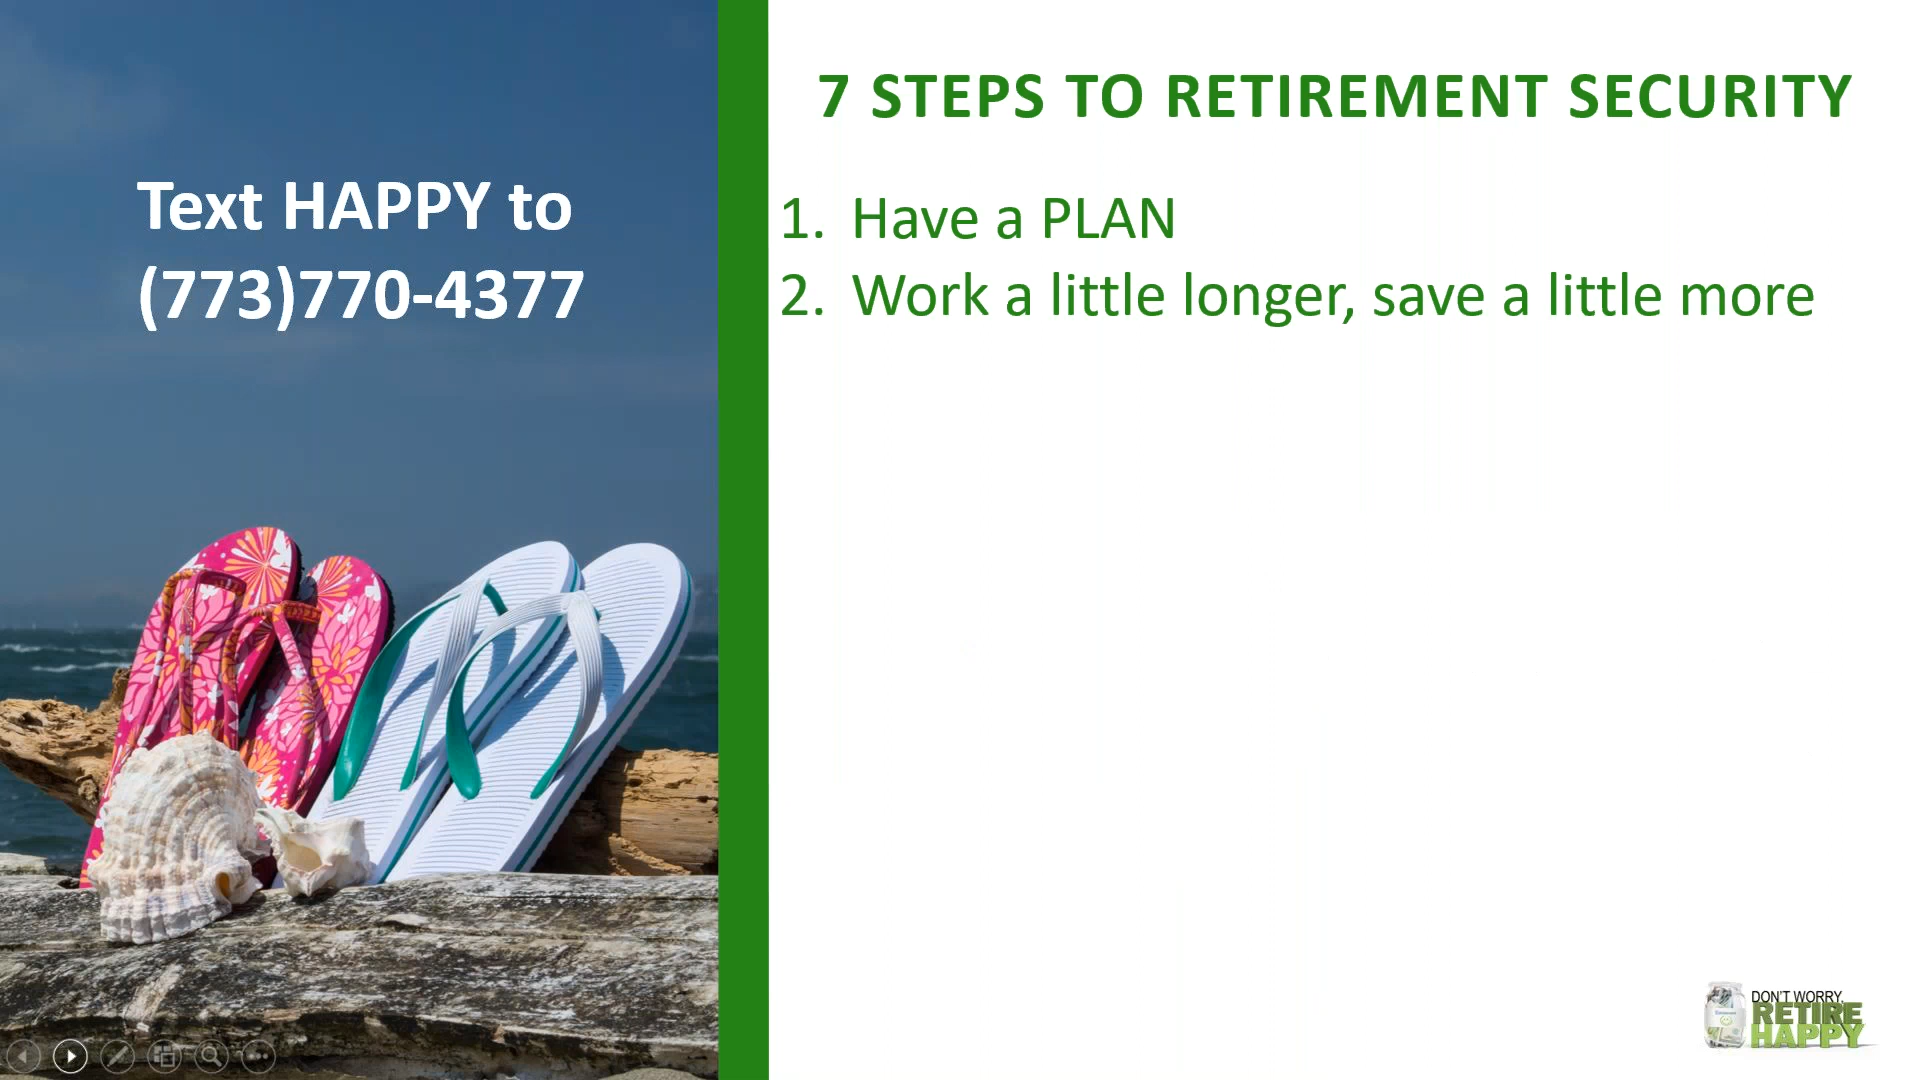 Text HAPPY to
(773)770-4377
7 STEPS TO RETIREMENT SECURITY
1. Have a PLAN
2. Work a little longer, save a little more
DON'T WORRY,
RETIRE
HAPPY